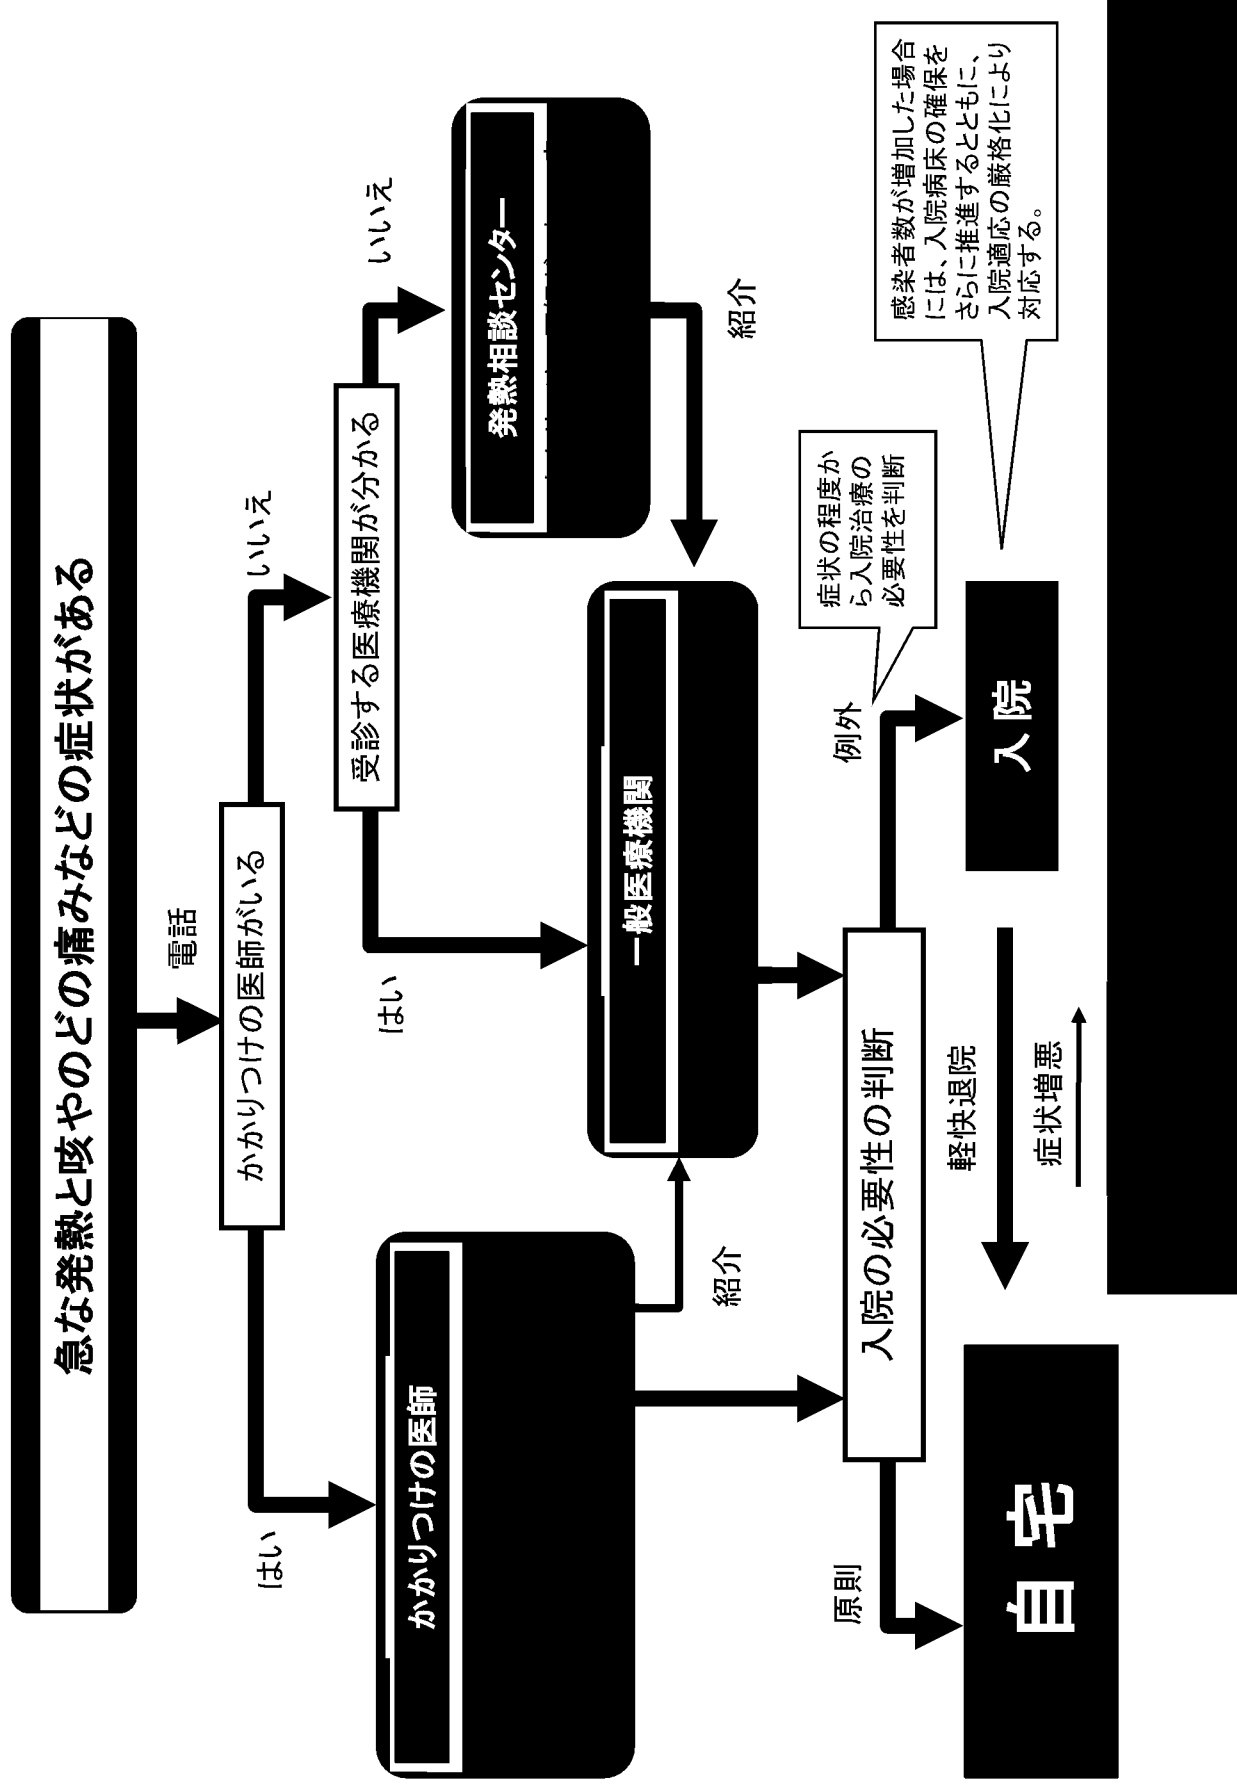 急な発熱と咳やのどの痛みなどの症状がある
電話
かかりつけの医師がいる
はい
いいえ
受診する医療機関が分かる
はい
いいえ
かかりつけの医師
発熱相談センター
一般医療機関
紹介
紹介
入院の必要性の判断
症状の程度か
ら入院治療の
必要性を判断
原則
例外
感染者数が増加した場合
には、入院病床の確保を
さらに推進するとともに、
入院適応の厳格化により
対応する。
自宅
軽快退院
症状増悪
入院